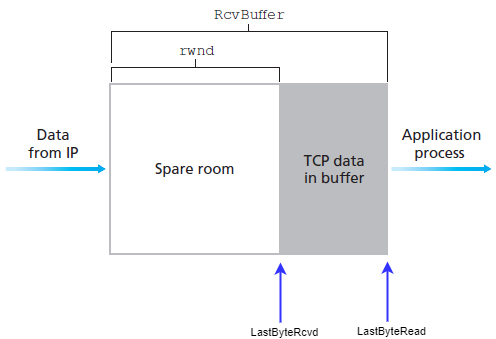 RcvBuffer
rwnd
Data
from IP
Spare room
TCP data
in buffer
Application
process
LastByteRcvd
LastByteRead